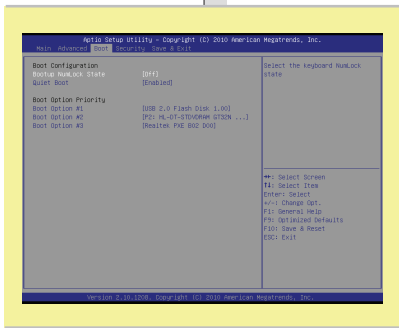 Aptio Setup Utility - Copyright (C) 2010 American Megatrends, Inc.
Main Advanced Boot Security Save & Exit
Boot Configuration
Bootup NumLock State [Off]
Quiet Boot [Enabled]
Boot Option Priority
Boot Option #1 [USB 2.0 Flash Disk 1.00]
Boot Option #2 [P2: HL-DT-STDVDRAM GT32N ...]
Boot Option #3 [Realtek PXE B02 D00]
Select the keyboard NumLock
state
→←: Select Screen
↑↓: Select Item
Enter: Select
+/-: Change Opt.
F1: General Help
F9: Optimized Defaults
F10: Save & Reset
ESC: Exit
Version 2.10.1208. Copyright (C) 2010 American Megatrends, Inc.